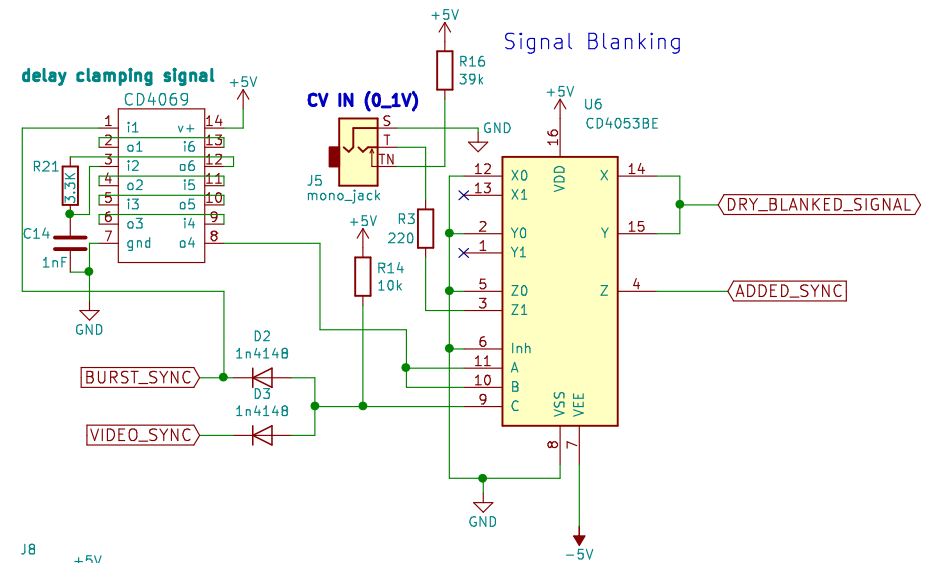 +5V
Signal Blanking
R16
39k
delay clamping signal
+5V
CD4069
CV IN (0_1V)
+5V
U6
CD4053BE
1 i1 v+ 14
2 o1 i6 13
3 i2 o6 12
4 o2 i5 11
5 i3 o5 10
6 o3 i4 9
7 gnd o4 8
R21
3.3K
C14
1nF
GND
S
T
TN
GND
J5
mono_jack
+5V
R3
220
R14
10k
16
VDD
12 X0 X 14
13 X1
2 Y0 Y 15
1 Y1
5 Z0 Z 4
3 Z1
6 Inh
11 A
10 B
9 C
VSS
VEE
8
7
DRY_BLANKED_SIGNAL
ADDED_SYNC
D2
1n4148
BURST_SYNC
D3
1n4148
VIDEO_SYNC
GND
-5V
J8
+5V